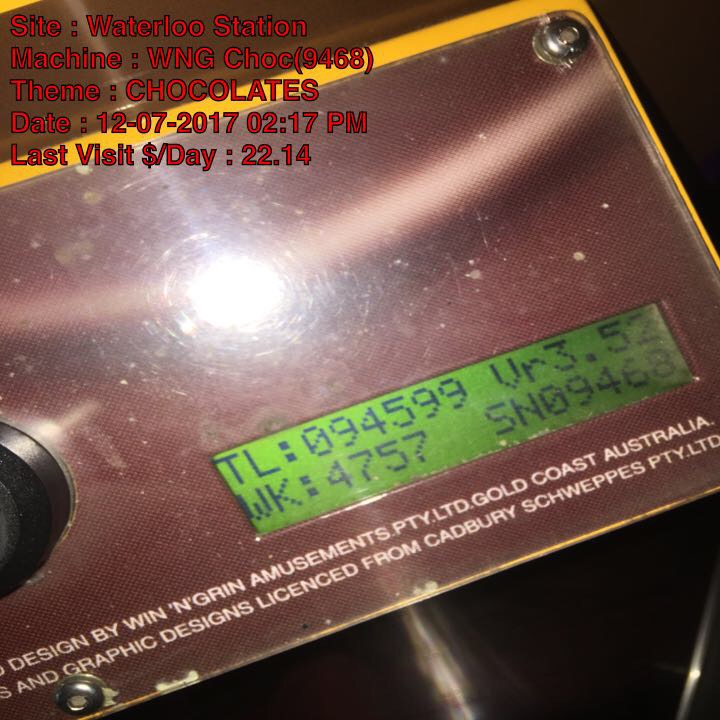 Site : Waterloo Station
Machine : WNG Choc(9468)
Theme : CHOCOLATES
Date : 12-07-2017 02:17 PM
Last Visit $/Day : 22.14
TL:094599 Vr3.52
WK:4757 SN09468
DESIGN BY WIN 'N'GRIN AMUSEMENTS.PTY.LTD.GOLD COAST AUSTRALIA.
AND GRAPHIC DESIGNS LICENCED FROM CADBURY SCHWEPPES PTY.LTD